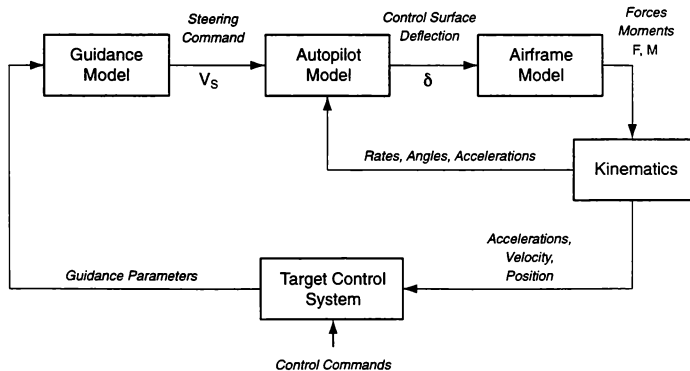 Steering
Command
Control Surface
Deflection
Forces
Moments
F, M
Guidance
Model
V_S
Autopilot
Model
δ
Airframe
Model
Rates, Angles, Accelerations
Kinematics
Accelerations,
Velocity,
Position
Guidance Parameters
Target Control
System
Control Commands